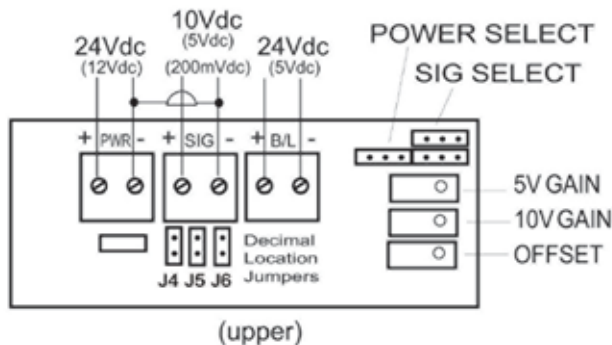 24Vdc
(12Vdc)
10Vdc
(5Vdc)
(200mVdc)
24Vdc
(5Vdc)
POWER SELECT
SIG SELECT
+ PWR -
+ SIG -
+ B/L -
5V GAIN
10V GAIN
OFFSET
J4 J5 J6
Decimal
Location
Jumpers
(upper)